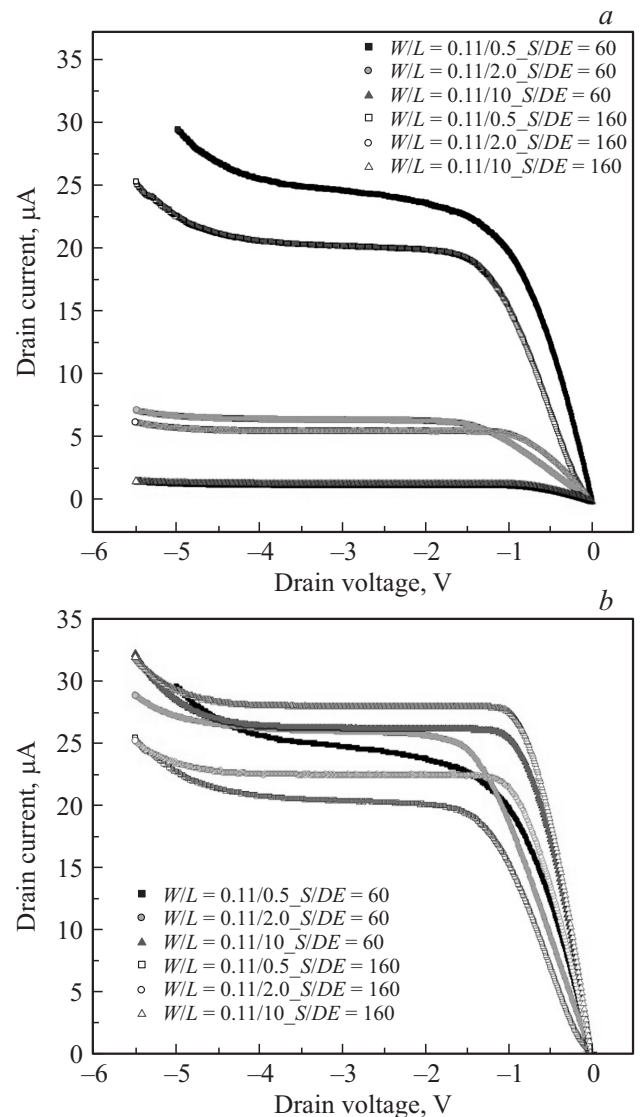 a
35
30
25
20
15
10
5
0
Drain current, μA
W/L = 0.11/0.5_S/DE = 60
W/L = 0.11/2.0_S/DE = 60
W/L = 0.11/10_S/DE = 60
W/L = 0.11/0.5_S/DE = 160
W/L = 0.11/2.0_S/DE = 160
W/L = 0.11/10_S/DE = 160
–6 –5 –4 –3 –2 –1 0
Drain voltage, V
b
35
30
25
20
15
10
5
0
Drain current, μA
W/L = 0.11/0.5_S/DE = 60
W/L = 0.11/2.0_S/DE = 60
W/L = 0.11/10_S/DE = 60
W/L = 0.11/0.5_S/DE = 160
W/L = 0.11/2.0_S/DE = 160
W/L = 0.11/10_S/DE = 160
–6 –5 –4 –3 –2 –1 0
Drain voltage, V